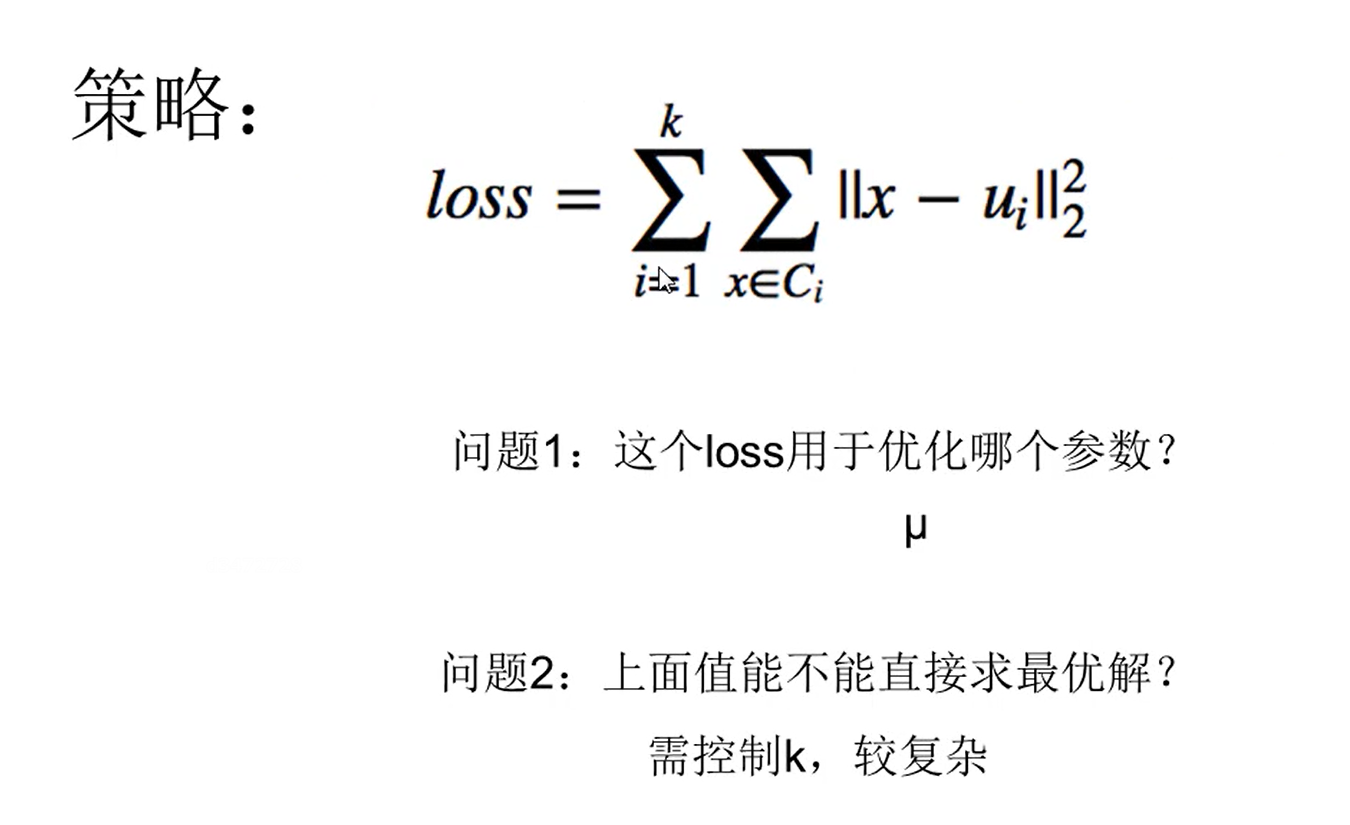 策略：
loss = \sum_{i=1}^{k} \sum_{x∈C_i} ||x − u_i||_2^2
问题1：这个loss用于优化哪个参数？
μ
问题2：上面值能不能直接求最优解？
需控制k，较复杂